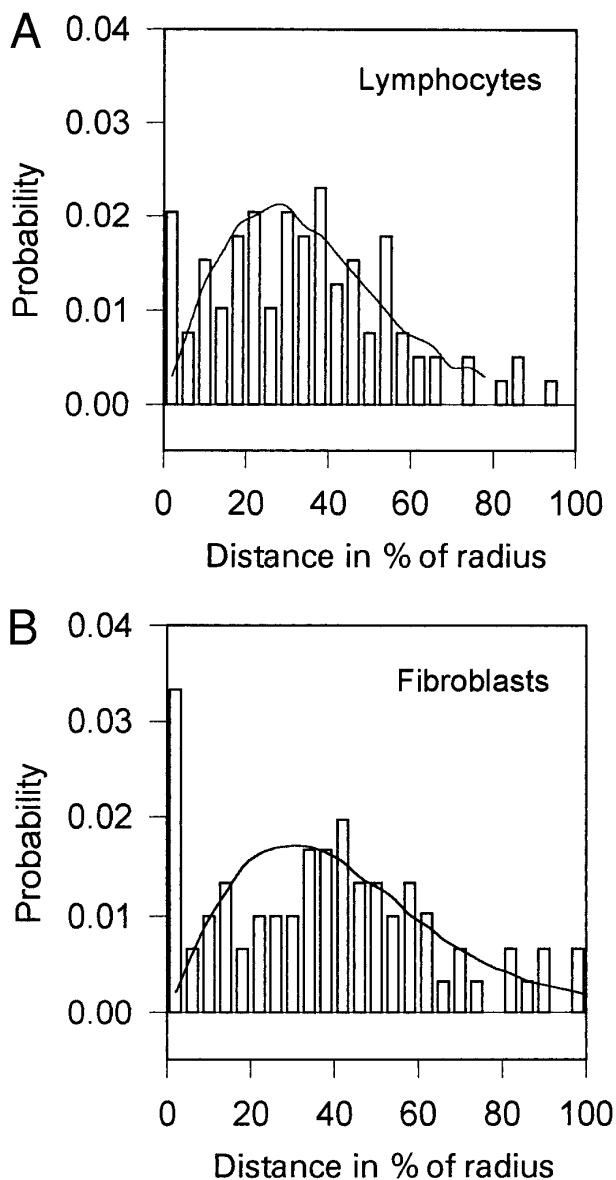 A
Lymphocytes
Probability
0.04
0.03
0.02
0.01
0.00
0 20 40 60 80 100
Distance in % of radius
B
Fibroblasts
Probability
0.04
0.03
0.02
0.01
0.00
0 20 40 60 80 100
Distance in % of radius